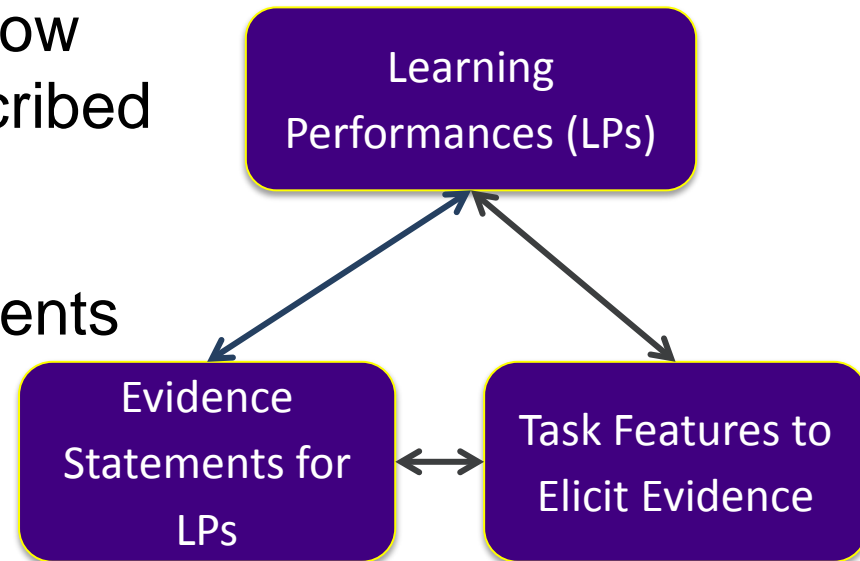 ow
cribed
ents
Learning
Performances (LPs)
Evidence
Statements for
LPs
Task Features to
Elicit Evidence